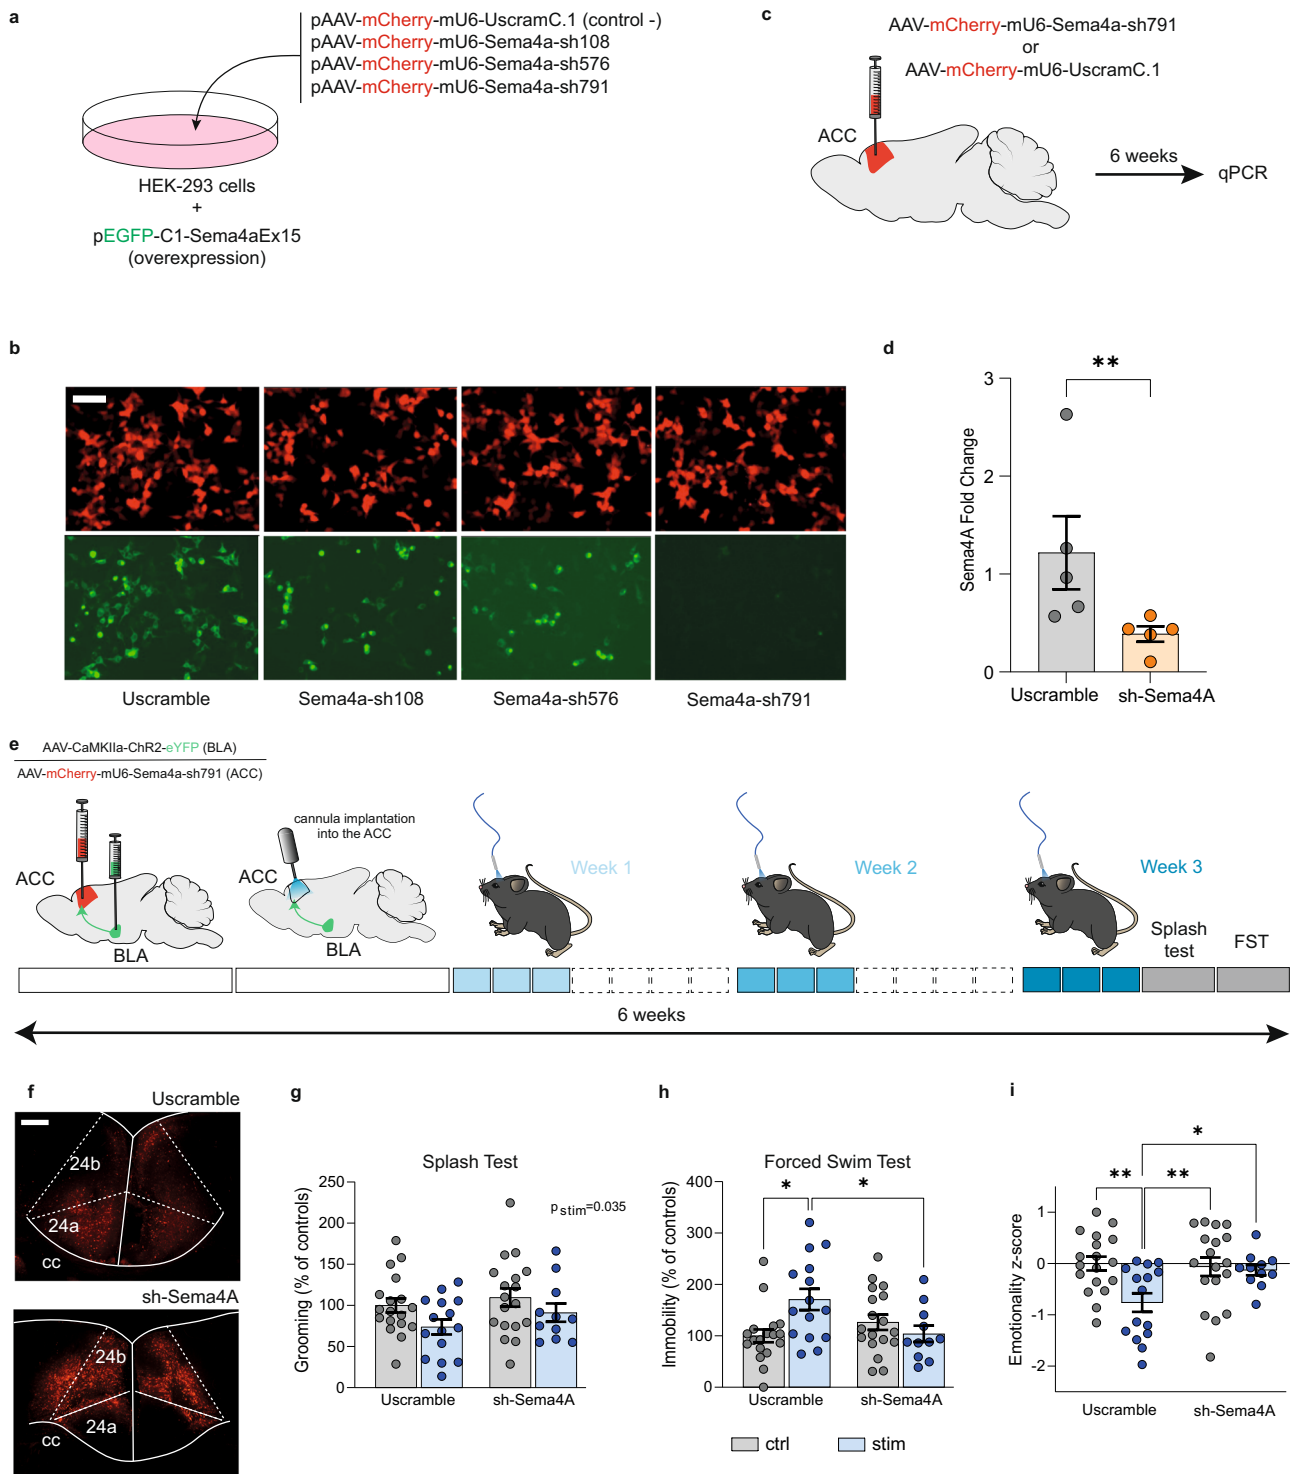 a
pAAV-mCherry-mU6-UscramC.1 (control -)
pAAV-mCherry-mU6-Sema4a-sh108
pAAV-mCherry-mU6-Sema4a-sh576
pAAV-mCherry-mU6-Sema4a-sh791
HEK-293 cells
+
pEGFP-C1-Sema4aEx15
(overexpression)
c
AAV-mCherry-mU6-Sema4a-sh791
or
AAV-mCherry-mU6-UscramC.1
ACC
6 weeks
qPCR
b
Uscramble
Sema4a-sh108
Sema4a-sh576
Sema4a-sh791
d
**
Sema4A Fold Change
3
2
1
0
Uscramble
sh-Sema4A
e
AAV-CaMKIIa-ChR2-eYFP (BLA)
AAV-mCherry-mU6-Sema4a-sh791 (ACC)
ACC
BLA
cannula implantation
into the ACC
ACC
BLA
Week 1
Week 2
Week 3
Splash
test
FST
6 weeks
f
Uscramble
24b
24a
cc
sh-Sema4A
24b
24a
cc
g
Splash Test
Grooming (% of controls)
250
200
150
100
50
0
p stim=0.035
Uscramble
sh-Sema4A
h
Forced Swim Test
Immobility (% of controls)
400
300
200
100
0
*
*
Uscramble
sh-Sema4A
ctrl
stim
i
Emotionality z-score
1
0
-1
-2
*
**
**
Uscramble
sh-Sema4A